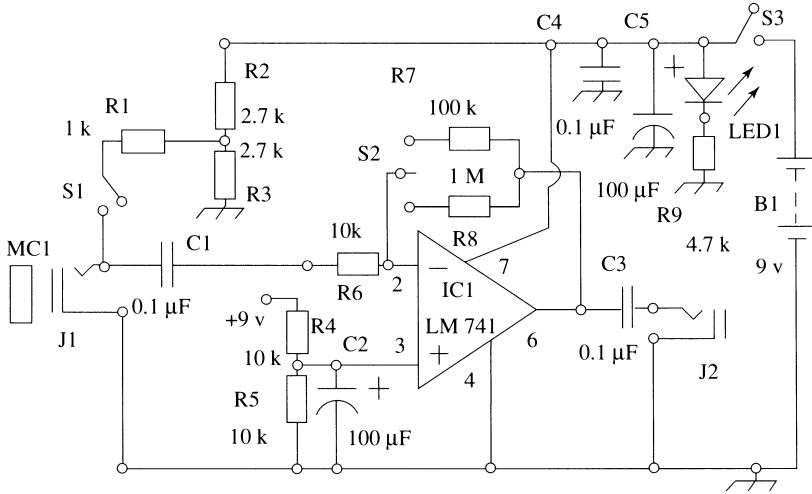 C4
C5
S3
R2
R7
R1
2.7 k
100 k
1 k
2.7 k
0.1 µF
LED1
S2
1 M
S1
R3
100 µF
B1
R9
MC1
C1
10k
R8
7
4.7 k
C3
9 v
2
−
IC1
R6
0.1 µF
+9 v
R4
LM 741
6
J1
C2
3
0.1 µF
10 k
+
4
J2
R5
+
10 k
100 µF
+